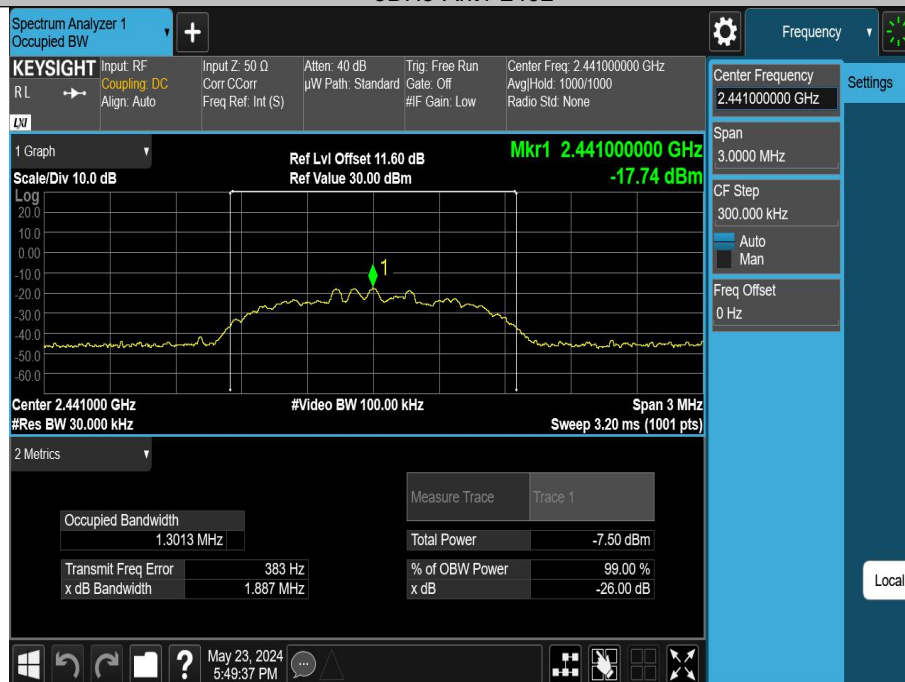 Spectrum Analyzer 1
Occupied BW
Frequency
KEYSIGHT
RL
LXI
Input: RF
Coupling: DC
Align: Auto
Input Z: 50 Ω
Corr CCorr
Freq Ref: Int (S)
Atten: 40 dB
µW Path: Standard
Trig: Free Run
Gate: Off
#IF Gain: Low
Center Freq: 2.441000000 GHz
Avg|Hold: 1000/1000
Radio Std: None
Center Frequency
2.441000000 GHz
Settings
Span
3.0000 MHz
CF Step
300.000 kHz
Auto
Man
Freq Offset
0 Hz
Local
1 Graph
Scale/Div 10.0 dB
Ref Lvl Offset 11.60 dB
Ref Value 30.00 dBm
Mkr1 2.441000000 GHz
-17.74 dBm
Log
20.0
10.0
0.00
-10.0
-20.0
-30.0
-40.0
-50.0
-60.0
1
Center 2.441000 GHz
#Res BW 30.000 kHz
#Video BW 100.00 kHz
Span 3 MHz
Sweep 3.20 ms (1001 pts)
2 Metrics
Measure Trace Trace 1
Occupied Bandwidth
1.3013 MHz
Total Power -7.50 dBm
Transmit Freq Error 383 Hz
% of OBW Power 99.00 %
x dB Bandwidth 1.887 MHz
x dB -26.00 dB
May 23, 2024
5:49:37 PM